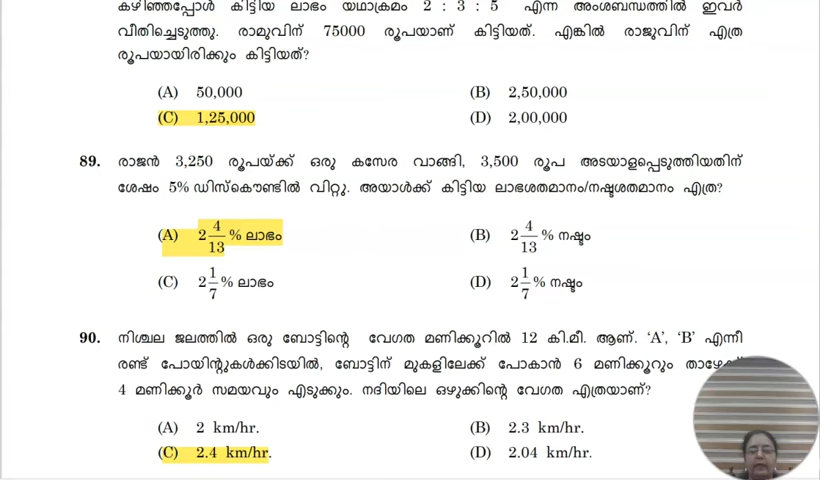 കഴിഞ്ഞപ്പോൾ കിട്ടിയ ലാഭം യഥാക്രമം 2 : 3 : 5 എന്ന അംശബന്ധത്തിൽ ഇവർ
വീതിച്ചെടുത്തു. രാമുവിന് 75000 രൂപയാണ് കിട്ടിയത്. എങ്കിൽ രാജുവിന് എത്ര
രൂപയായിരിക്കും കിട്ടിയത്?
(A) 50,000 (B) 2,50,000
(C) 1,25,000 (D) 2,00,000
89. രാജൻ 3,250 രൂപയ്ക്ക് ഒരു കസേര വാങ്ങി, 3,500 രൂപ അടയാളപ്പെടുത്തിയതിന്
ശേഷം 5% ഡിസ്കൌണ്ടിൽ വിറ്റു. അയാൾക്ക് കിട്ടിയ ലാഭശതമാനം/നഷ്ടശതമാനം എത്ര?
(A) 2 4/13 % ലാഭം (B) 2 4/13 % നഷ്ടം
(C) 2 1/7 % ലാഭം (D) 2 1/7 % നഷ്ടം
90. നിശ്ചല ജലത്തിൽ ഒരു ബോട്ടിന്റെ വേഗത മണിക്കൂറിൽ 12 കി.മീ. ആണ്. ‘A’, ‘B’ എന്നീ
രണ്ട് പോയിന്റുകൾക്കിടയിൽ, ബോട്ടിന് മുകളിലേക്ക് പോകാൻ 6 മണിക്കൂറും
4 മണിക്കൂർ സമയവും എടുക്കും. നദിയിലെ ഒഴുക്കിന്റെ വേഗത എത്രയാണ്?
(A) 2 km/hr. (B) 2.3 km/hr.
(C) 2.4 km/hr. (D) 2.04 km/hr.